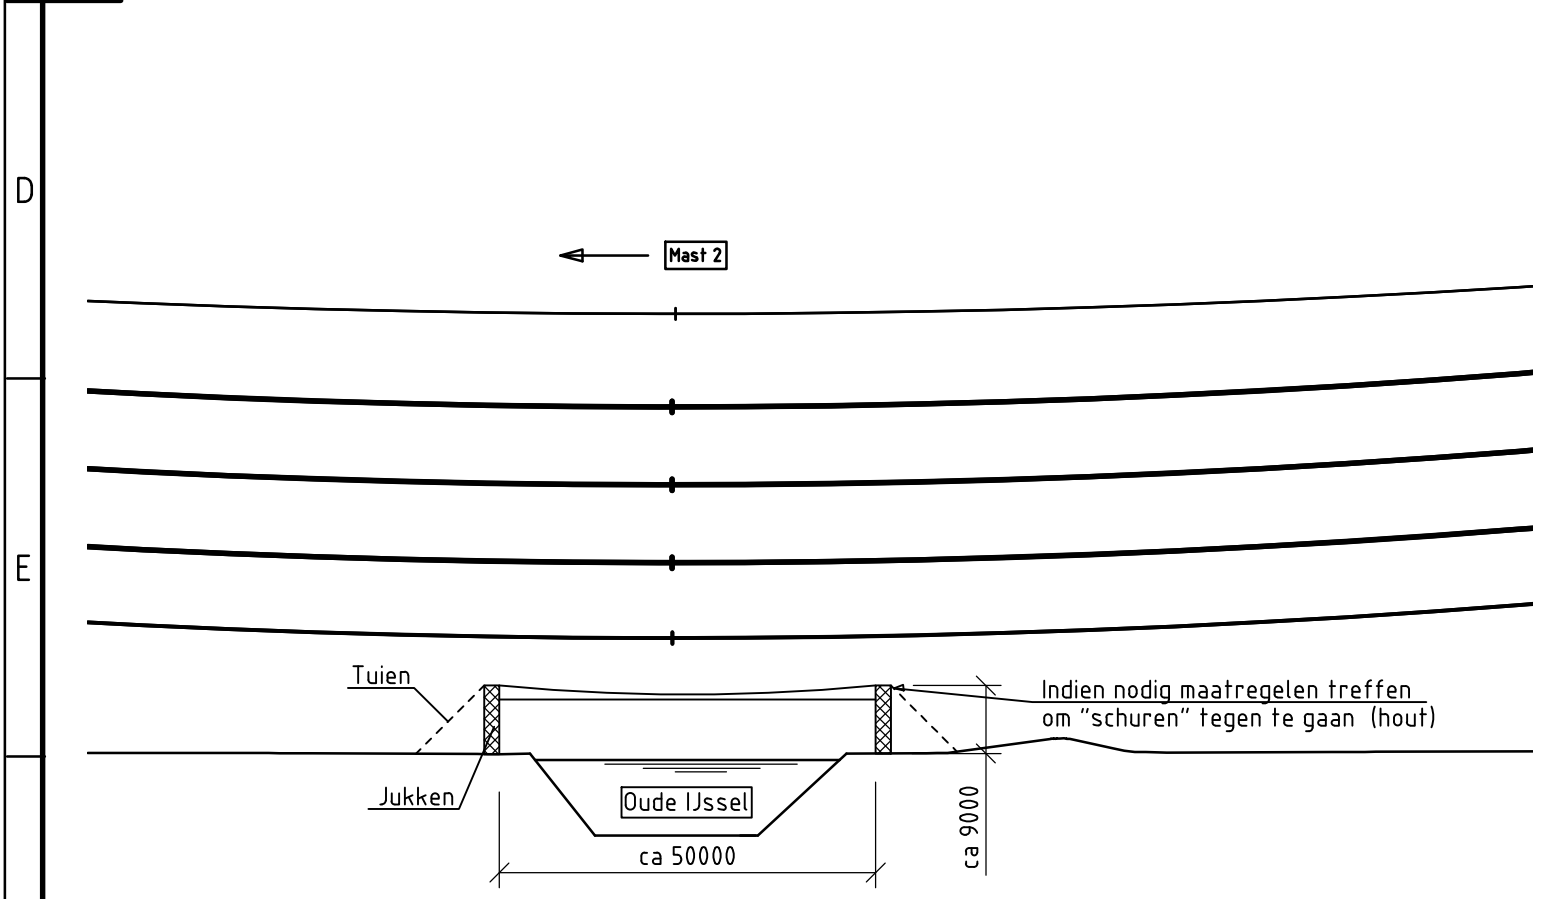 D
Mast 2
E
Tuien
Indien nodig maatregelen treffen
om "schuren" tegen te gaan (hout)
Jukken
Oude IJssel
ca 9000
ca 50000